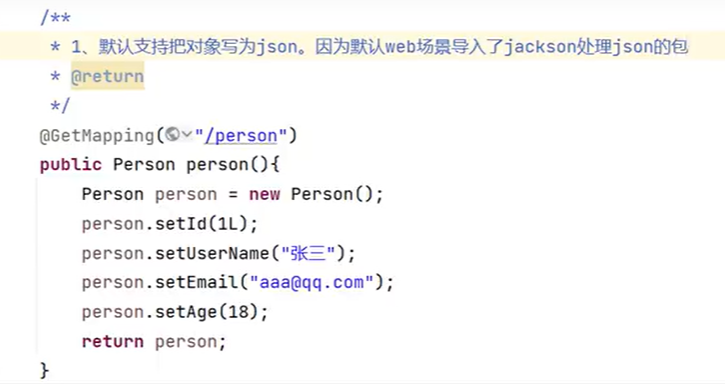 /**
* 1、默认支持把对象写为json。因为默认web场景导入了jackson处理json的包
* @return
*/
@GetMapping("/person")
public Person person(){
Person person = new Person();
person.setId(1L);
person.setUserName("张三");
person.setEmail("aaa@qq.com");
person.setAge(18);
return person;
}